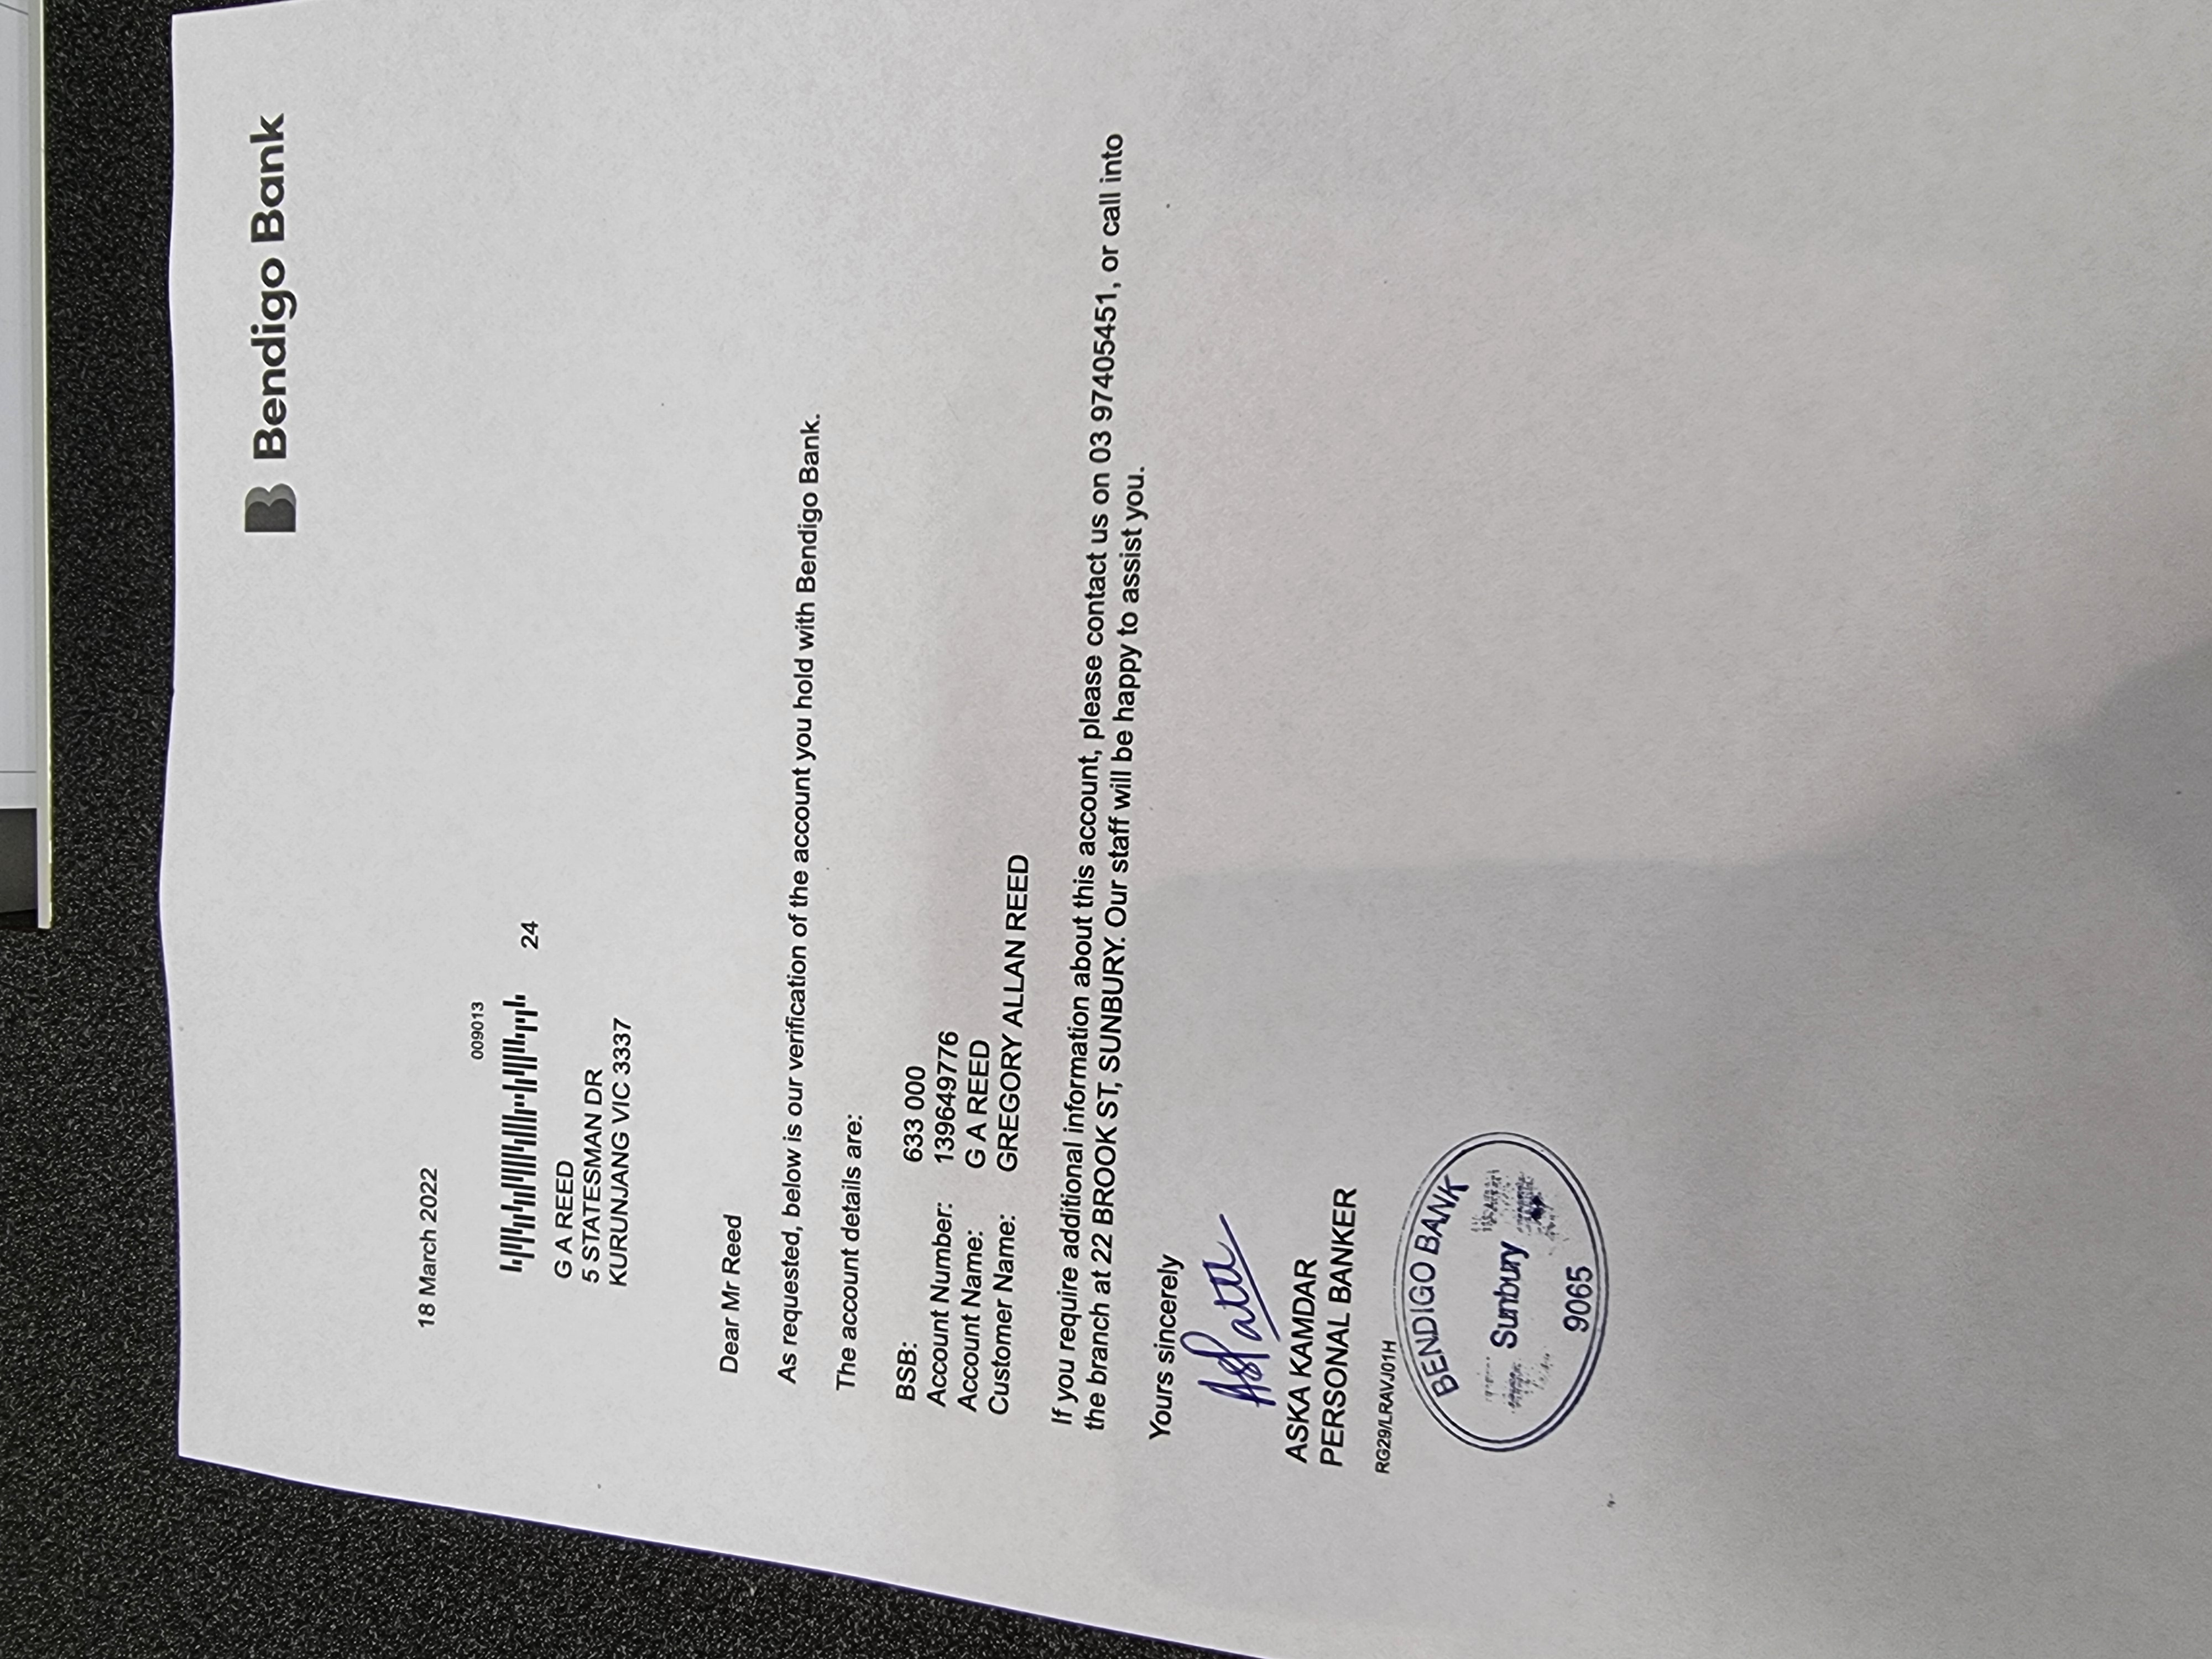 Bendigo Bank
18 March 2022
009013
24
G A REED
5 STATESMAN DR
KURUNJANG VIC 3337
Dear Mr Reed
As requested, below is our verification of the account you hold with Bendigo Bank.
The account details are:
BSB: 633 000
Account Number: 139649776
Account Name: G A REED
Customer Name: GREGORY ALLAN REED
If you require additional information about this account, please contact us on 03 97405451, or call into
the branch at 22 BROOK ST, SUNBURY. Our staff will be happy to assist you.
Yours sincerely
ASKA KAMDAR
PERSONAL BANKER
RG29/LRAVJ01H
BENDIGO BANK
Sunbury
9065